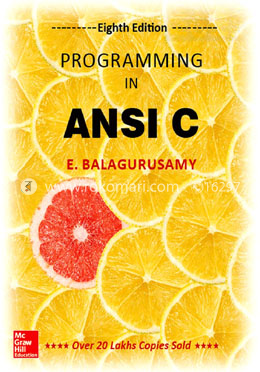 Eighth Edition
PROGRAMMING
IN
ANSI C
E. BALAGURUSAMY
Mc
Graw
Hill
Education
★★★★ Over 20 Lakhs Copies Sold ★★★★